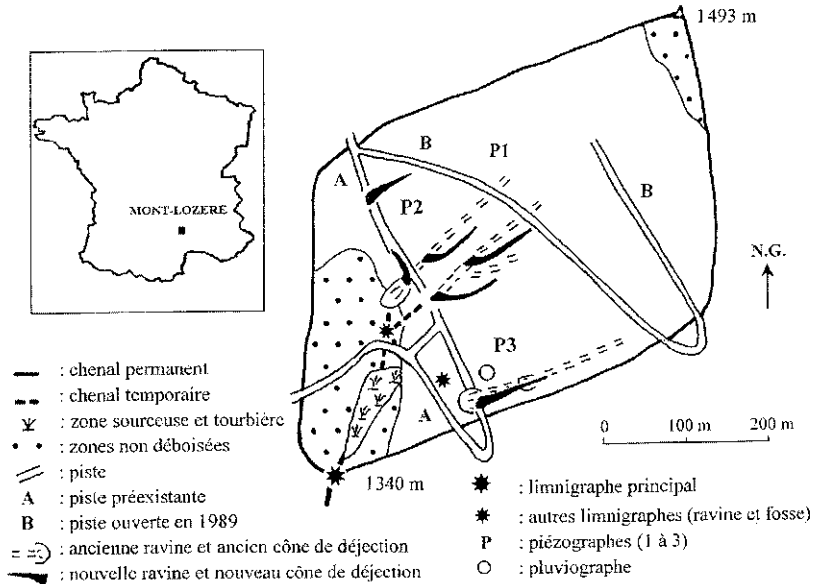 1493 m
B
P1
A
B
P2
MONT-LOZERE
N.G.
P3
A
0 100 m 200 m
1340 m
: chenal permanent
: chenal temporaire
: zone sourceuse et tourbière
: zones non déboisées
: piste
A : piste préexistante
B : piste ouverte en 1989
: ancienne ravine et ancien cône de déjection
: nouvelle ravine et nouveau cône de déjection
: limnigraphe principal
: autres limnigraphes (ravine et fosse)
P : piézographes (1 à 3)
: pluviographe